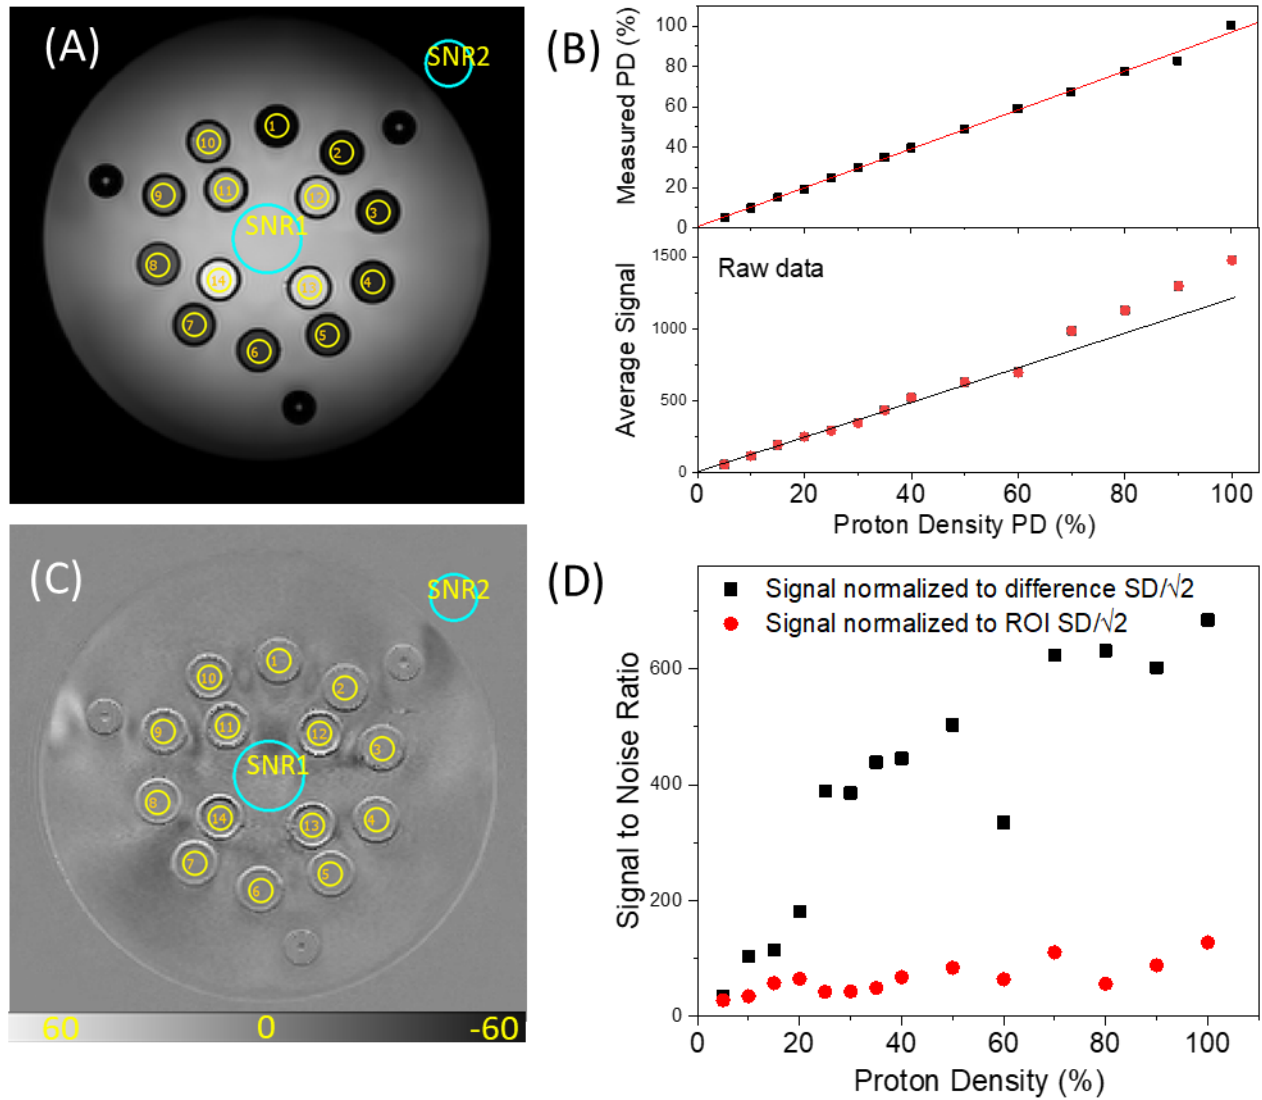 (A)
SNR2
1
10
2
11
12
9
3
SNR1
8
14
13
4
7
5
6
(B)
Measured PD (%)
100
80
60
40
20
0
Raw data
Average Signal
1500
1000
500
0
0 20 40 60 80 100
Proton Density PD (%)
(C)
SNR2
1
10
2
11
12
9
3
SNR1
8
14
13
4
7
5
6
60 0 -60
(D)
Signal normalized to difference SD/√2
Signal normalized to ROI SD/√2
Signal to Noise Ratio
600
400
200
0
0 20 40 60 80 100
Proton Density (%)